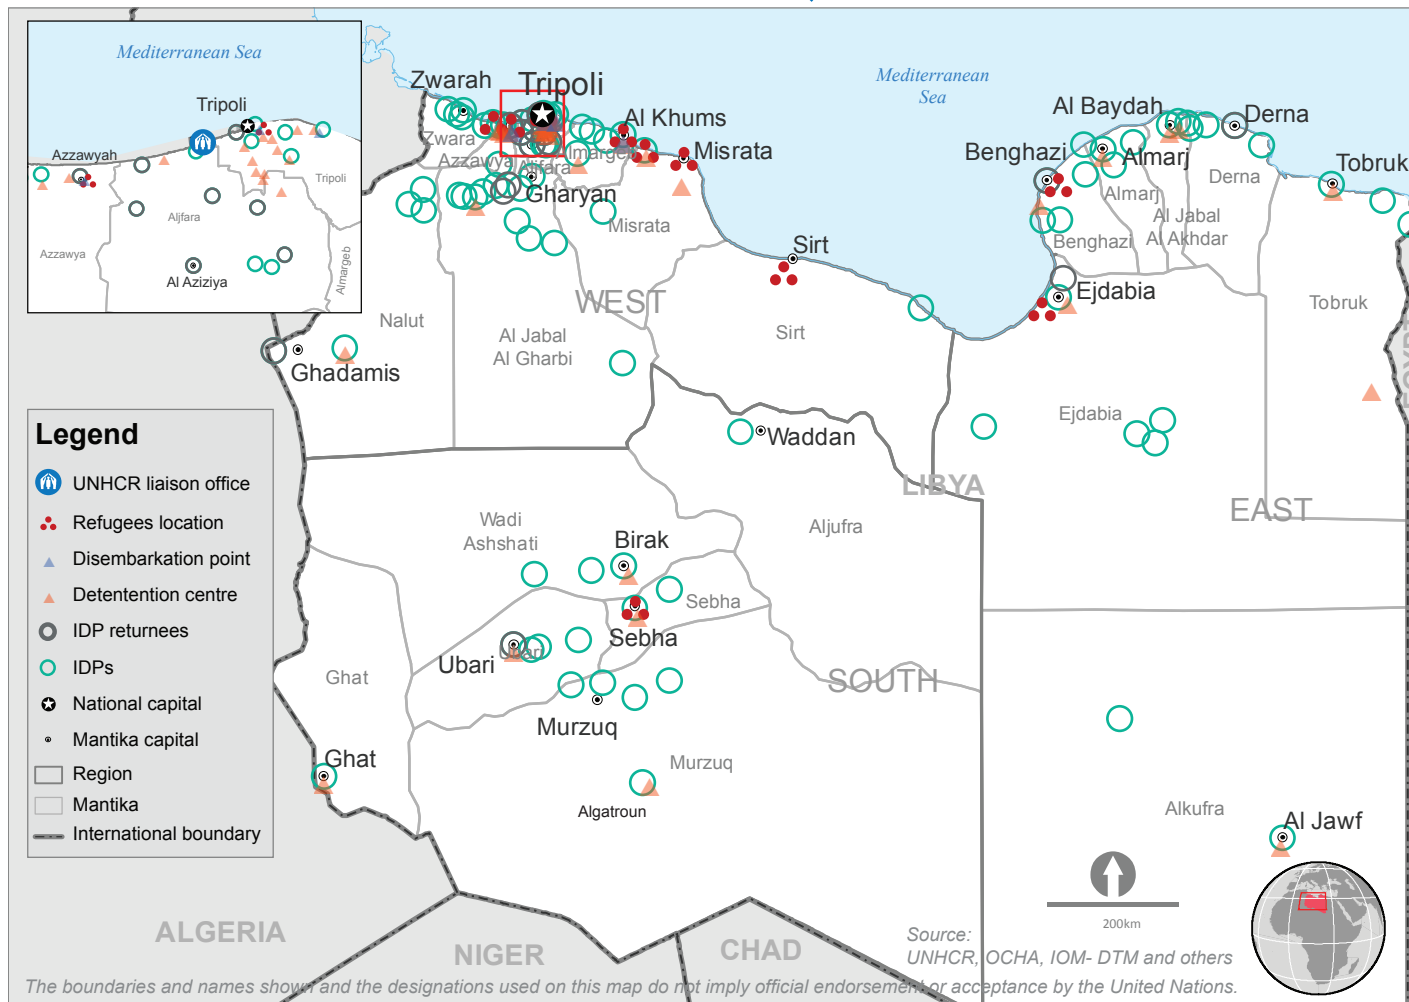 Mediterranean Sea
Tripoli
Azzawyah
Tripoli
Aljfara
Azzawya
Al Aziziya
Almargeb
Mediterranean
Sea
Zwarah
Tripoli
Al Khums
Misrata
Zwara
Azzawya
Aljfara
Almargeb
Gharyan
Misrata
Al Baydah
Derna
Benghazi
Almarj
Tobruk
Derna
Almarj
Al Jabal
Al Akhdar
Benghazi
Sirt
Ejdabia
WEST
Nalut
Al Jabal
Al Gharbi
Sirt
Tobruk
EGYPT
Ghadamis
Ejdabia
Waddan
LIBYA
EAST
Legend
UNHCR liaison office
Refugees location
Disembarkation point
Detentention centre
IDP returnees
IDPs
National capital
Mantika capital
Region
Mantika
International boundary
Wadi
Ashshati
Aljufra
Birak
Sebha
Sebha
Ubari
Ubari
Ghat
SOUTH
Murzuq
Ghat
Murzuq
Algatroun
Alkufra
Al Jawf
200km
ALGERIA
NIGER
CHAD
Source:
UNHCR, OCHA, IOM- DTM and others
The boundaries and names shown and the designations used on this map do not imply official endorsement or acceptance by the United Nations.